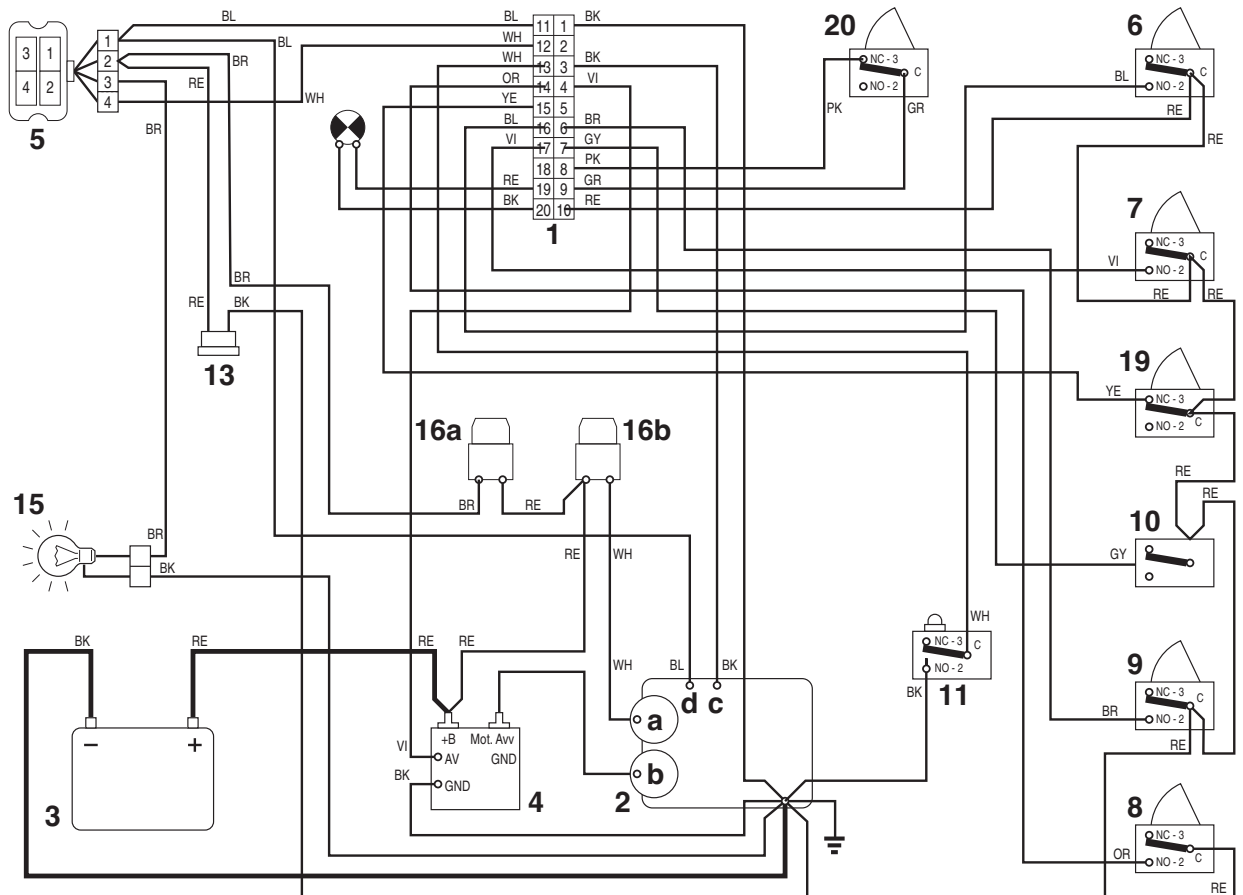 BL
BL
BR
RE
WH
BR
3 1
4 2
5
1
2
3
4
BL 11 1 BK
WH 12 2
WH 13 3 BK
OR 14 4 VI
YE 15 5
BL 16 6 BR
VI 17 7 GY
18 8 PK
RE 19 9 GR
BK 20 10 RE
1
20
NC - 3
C
NO - 2
PK
GR
6
NC - 3
C
BL
NO - 2
RE
RE
7
NC - 3
C
VI
NO - 2
RE
RE
BR
RE
BK
13
19
YE
NC - 3
NO - 2
C
16a
16b
BR
RE
RE
WH
RE
RE
10
GY
15
BR
BK
WH
NC - 3
C
NO - 2
BK
11
BK
RE
RE
RE
WH
BL
BK
d c
a
b
2
9
NC - 3
C
BR
NO - 2
RE
– +
3
+B
Mot. Avv
VI
AV
GND
BK
GND
4
8
NC - 3
OR
NO - 2
C
RE